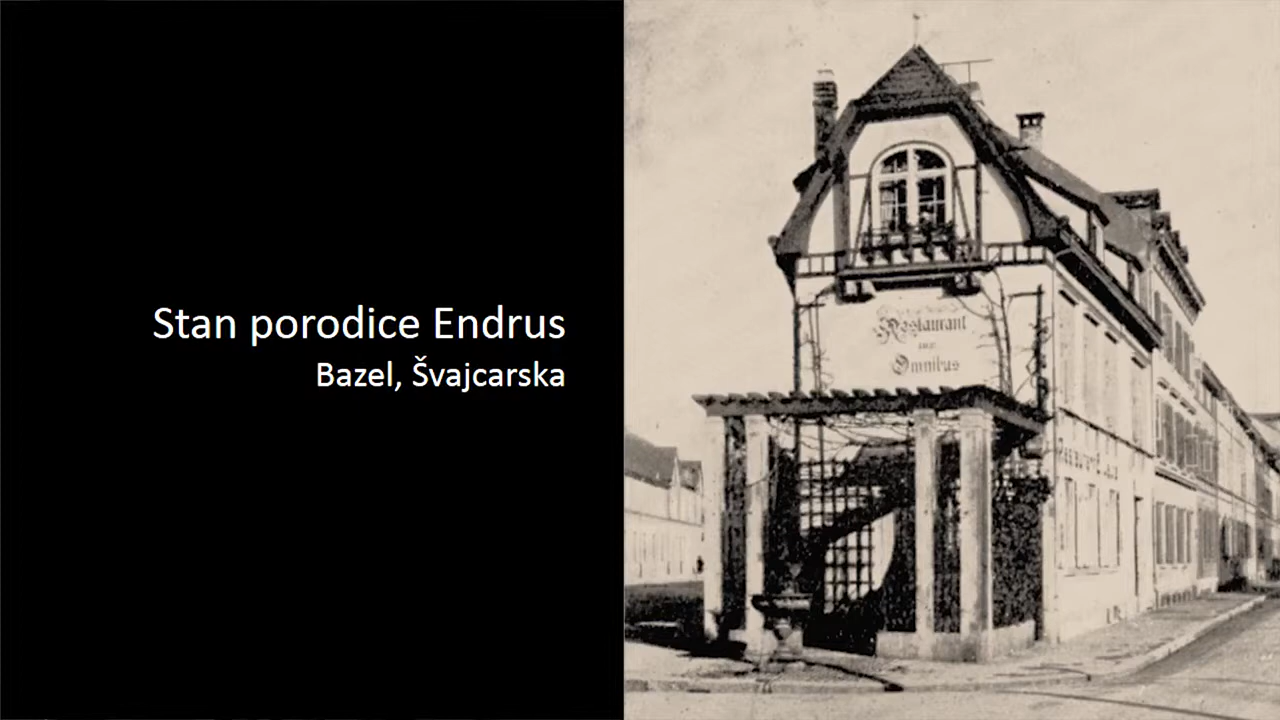 Stan porodice Endrus
Bazel, Švajcarska
Restaurant
zum
Omnibus